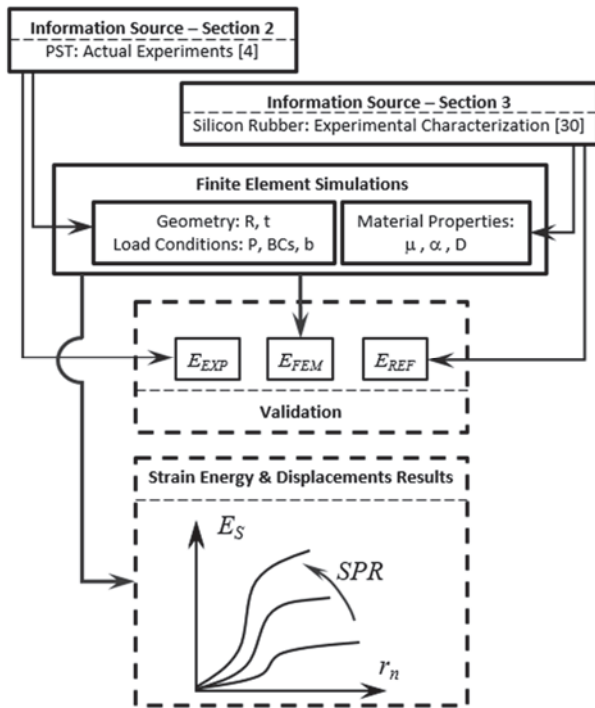 Information Source – Section 2
PST: Actual Experiments [4]
Information Source – Section 3
Silicon Rubber: Experimental Characterization [30]
Finite Element Simulations
Geometry: R, t
Load Conditions: P, BCs, b
Material Properties:
μ , α , D
E_EXP
E_FEM
E_REF
Validation
Strain Energy & Displacements Results
E_S
SPR
r_n